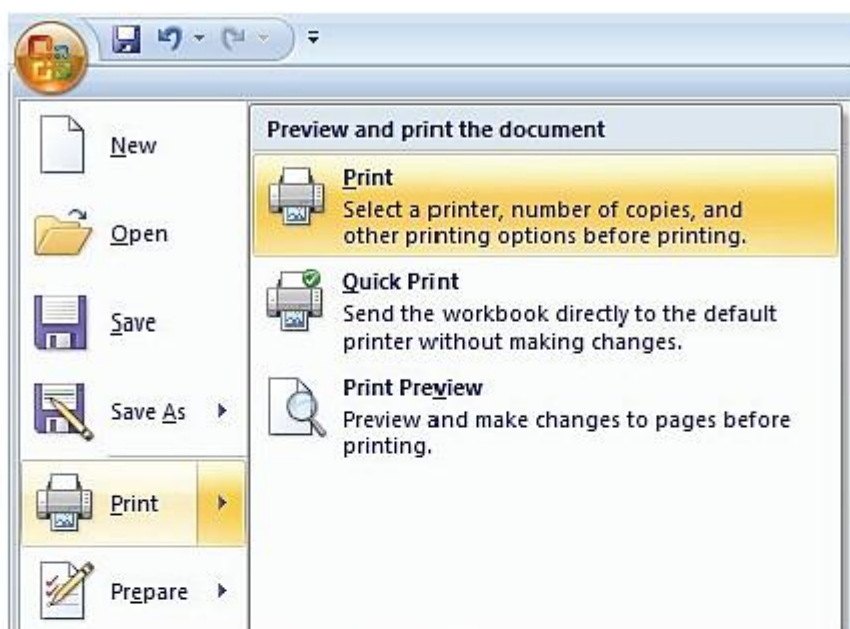 New
Open
Save
Save As
Print
Prepare
Preview and print the document
Print
Select a printer, number of copies, and
other printing options before printing.
Quick Print
Send the workbook directly to the default
printer without making changes.
Print Preview
Preview and make changes to pages before
printing.